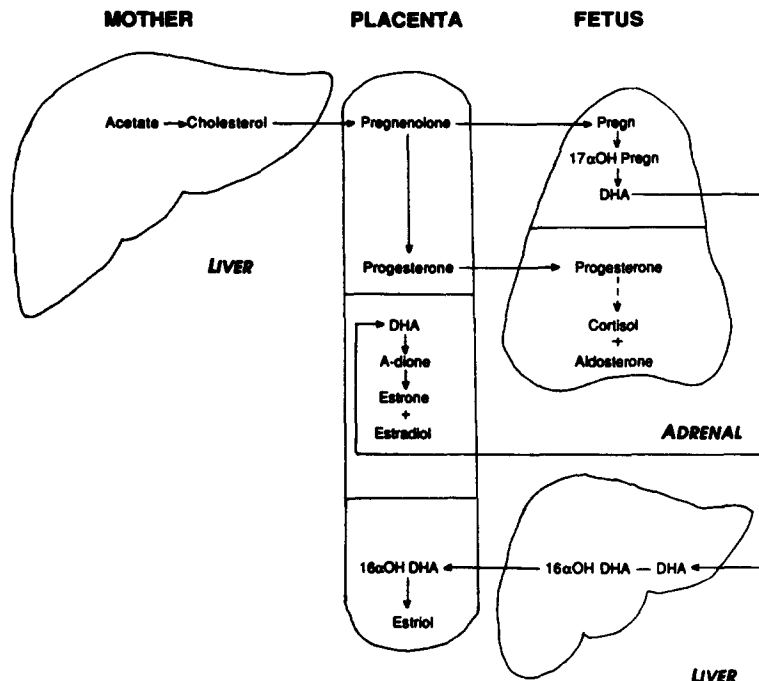 MOTHER PLACENTA FETUS
Acetate Cholesterol Pregnenolone Pregn
17αOH Pregn
DHA
LIVER
Progesterone Progesterone
DHA
Cortisol
+
A-dione
Aldosterone
Estrone
+
Estradiol
ADRENAL
16αOH DHA 16αOH DHA — DHA
Estriol
LIVER